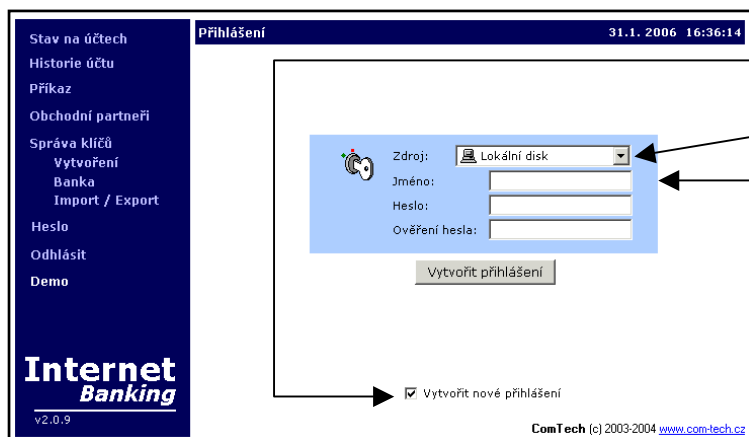 Stav na účtech
Historie účtu
Příkaz
Obchodní partneři
Správa klíčů
Vytvoření
Banka
Import / Export
Heslo
Odhlásit
Demo
Internet
Banking
v2.0.9
Přihlášení 31.1. 2006 16:36:14
Zdroj: Lokální disk
Jméno:
Heslo:
Ověření hesla:
Vytvořit přihlášení
Vytvořit nové přihlášení
ComTech (c) 2003-2004 www.com-tech.cz